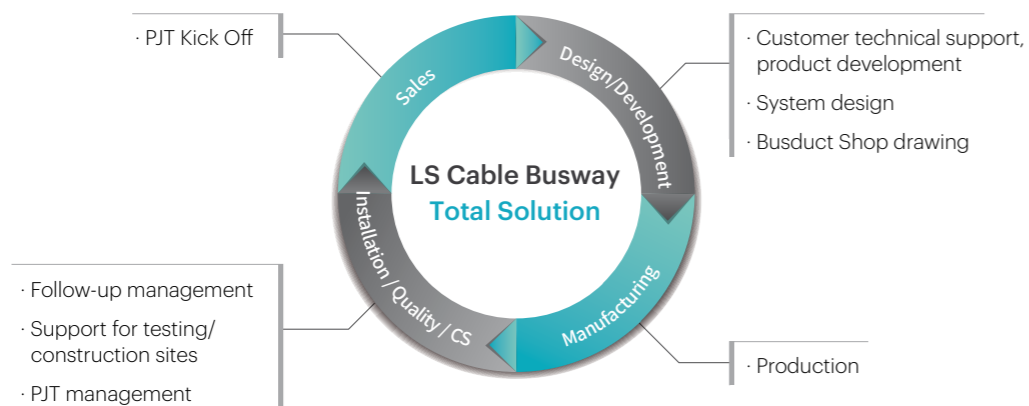 · PJT Kick Off
Sales
Design/Development
· Customer technical support,
product development
· System design
· Busduct Shop drawing
LS Cable Busway
Total Solution
Installation / Quality / CS
Manufacturing
· Follow-up management
· Support for testing/
construction sites
· PJT management
· Production